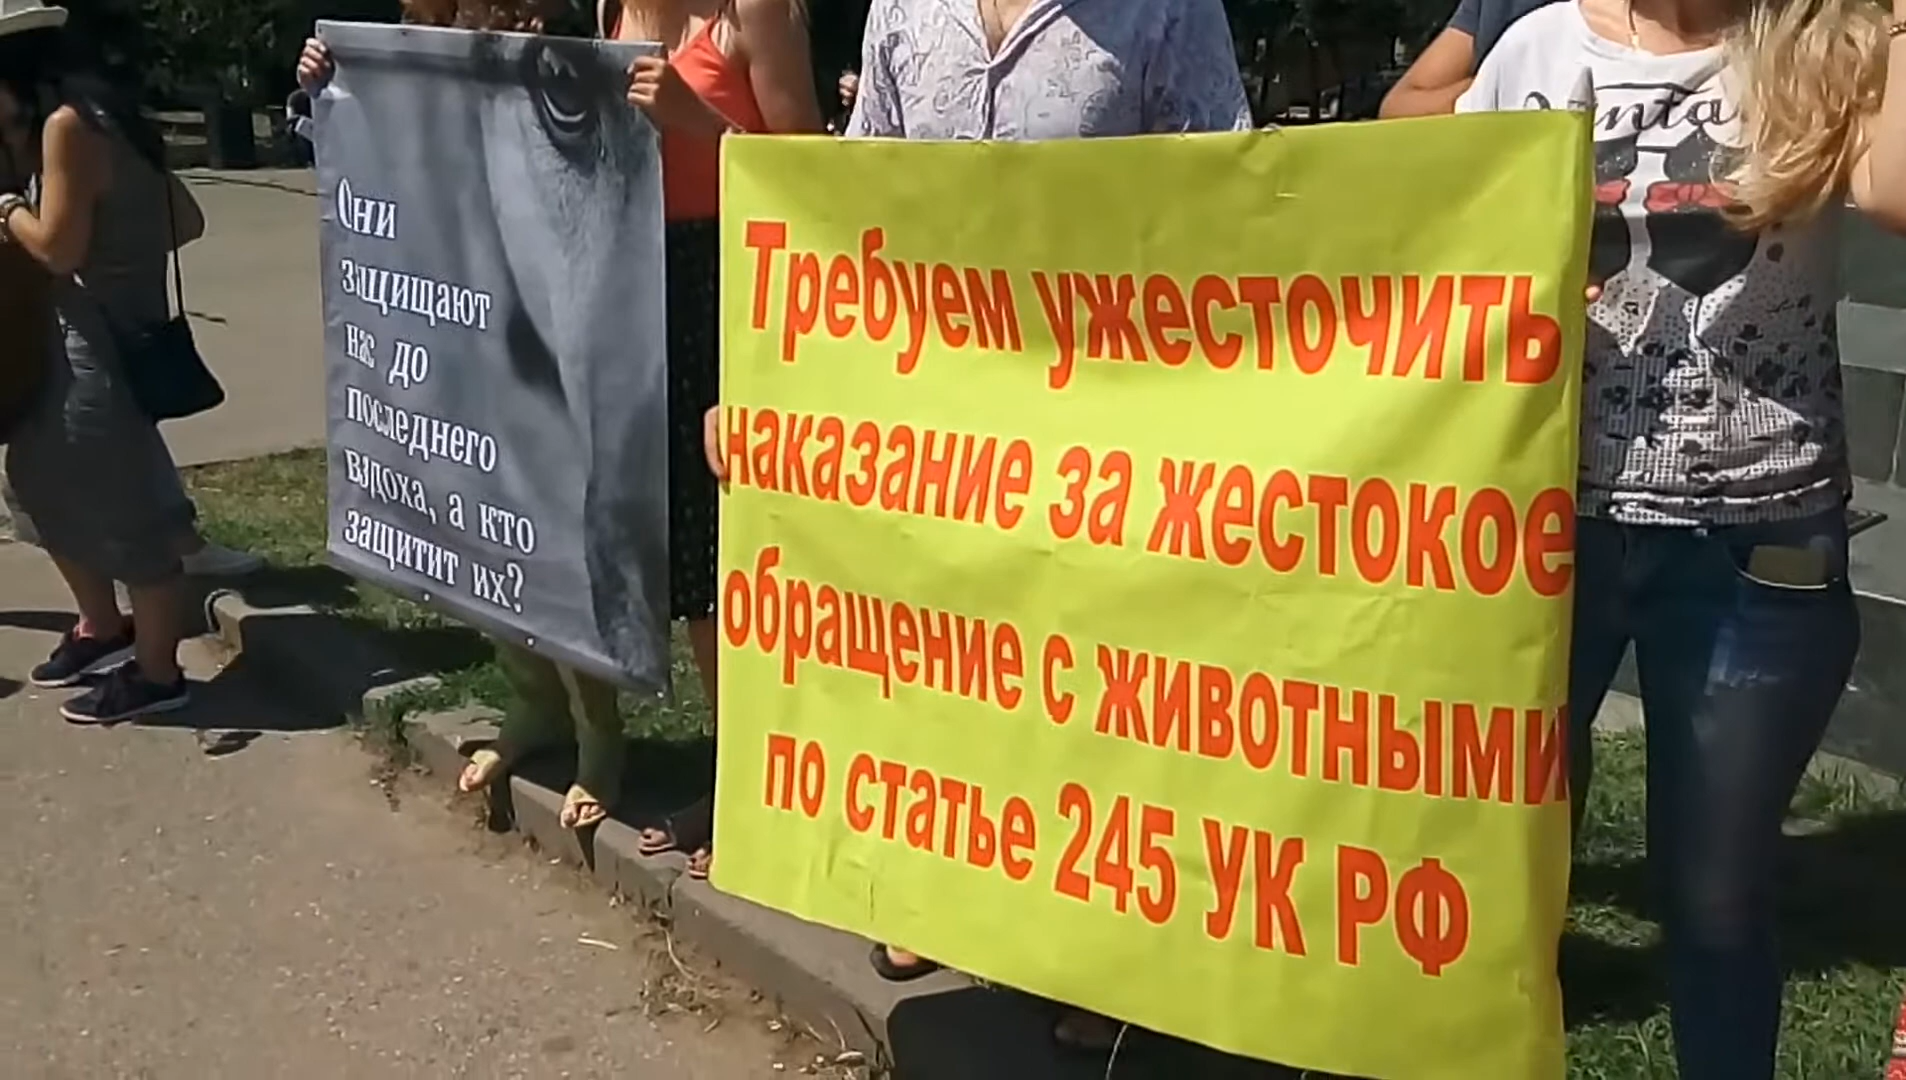 Они
защищают
нас до
последнего
вздоха, а кто
защитит их?
Требуем ужесточить
наказание за жестокое
обращение с животными
по статье 245 УК РФ